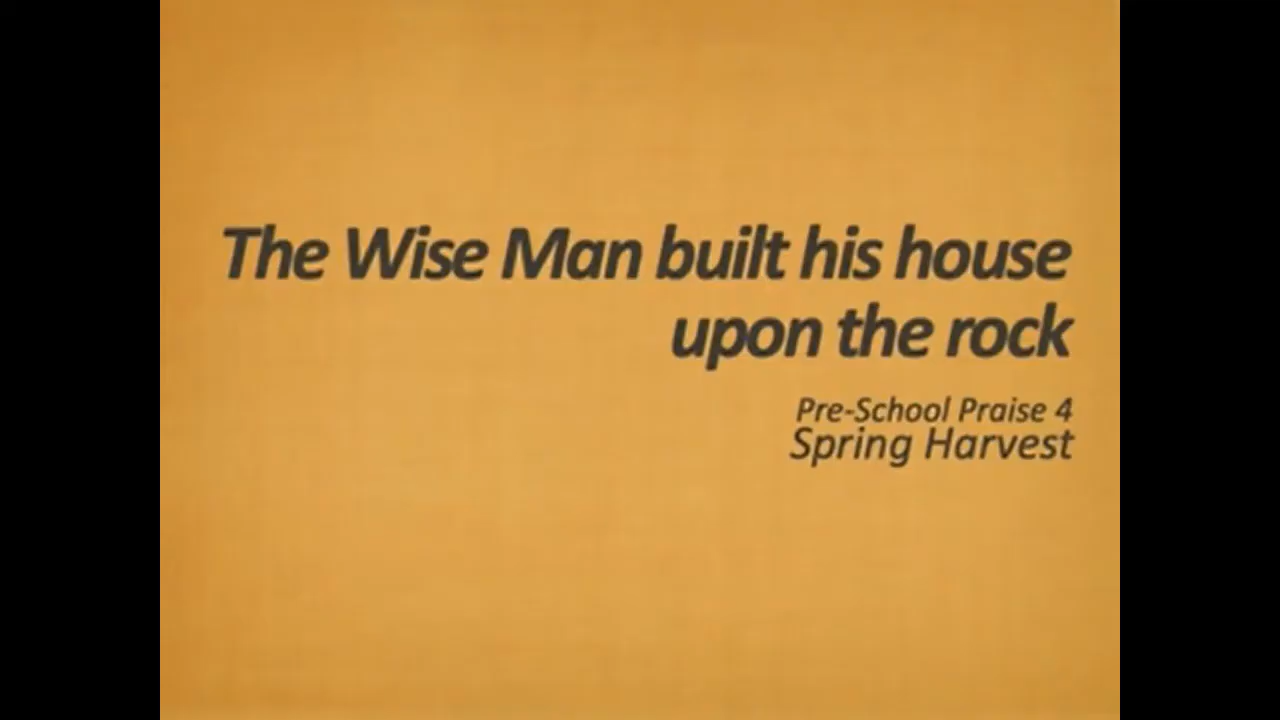 The Wise Man built his house
upon the rock
Pre-School Praise 4
Spring Harvest